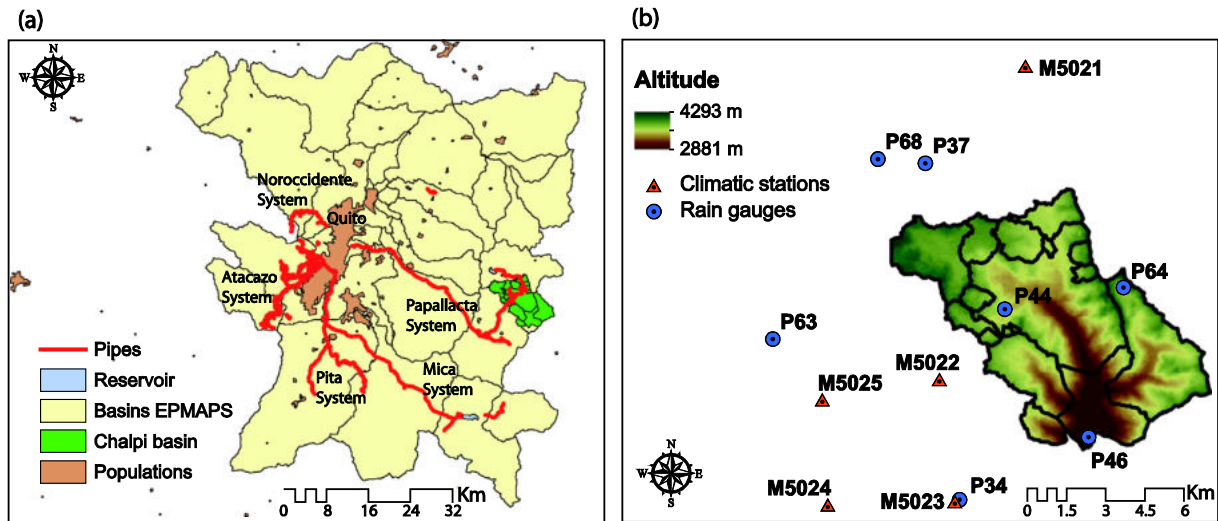 (a)
N
W E
S
Noroccidente
System
Quito
Atacazo
System
Papallacta
System
Pita
System
Mica
System
Pipes
Reservoir
Basins EPMAPS
Chalpi basin
Populations
Km
0 8 16 24 32
(b)
Altitude
4293 m
2881 m
Climatic stations
Rain gauges
M5021
P68 P37
P64
P44
P63
M5022
M5025
P46
N
W E
S
M5024
M5023
P34
Km
0 1.5 3 4.5 6